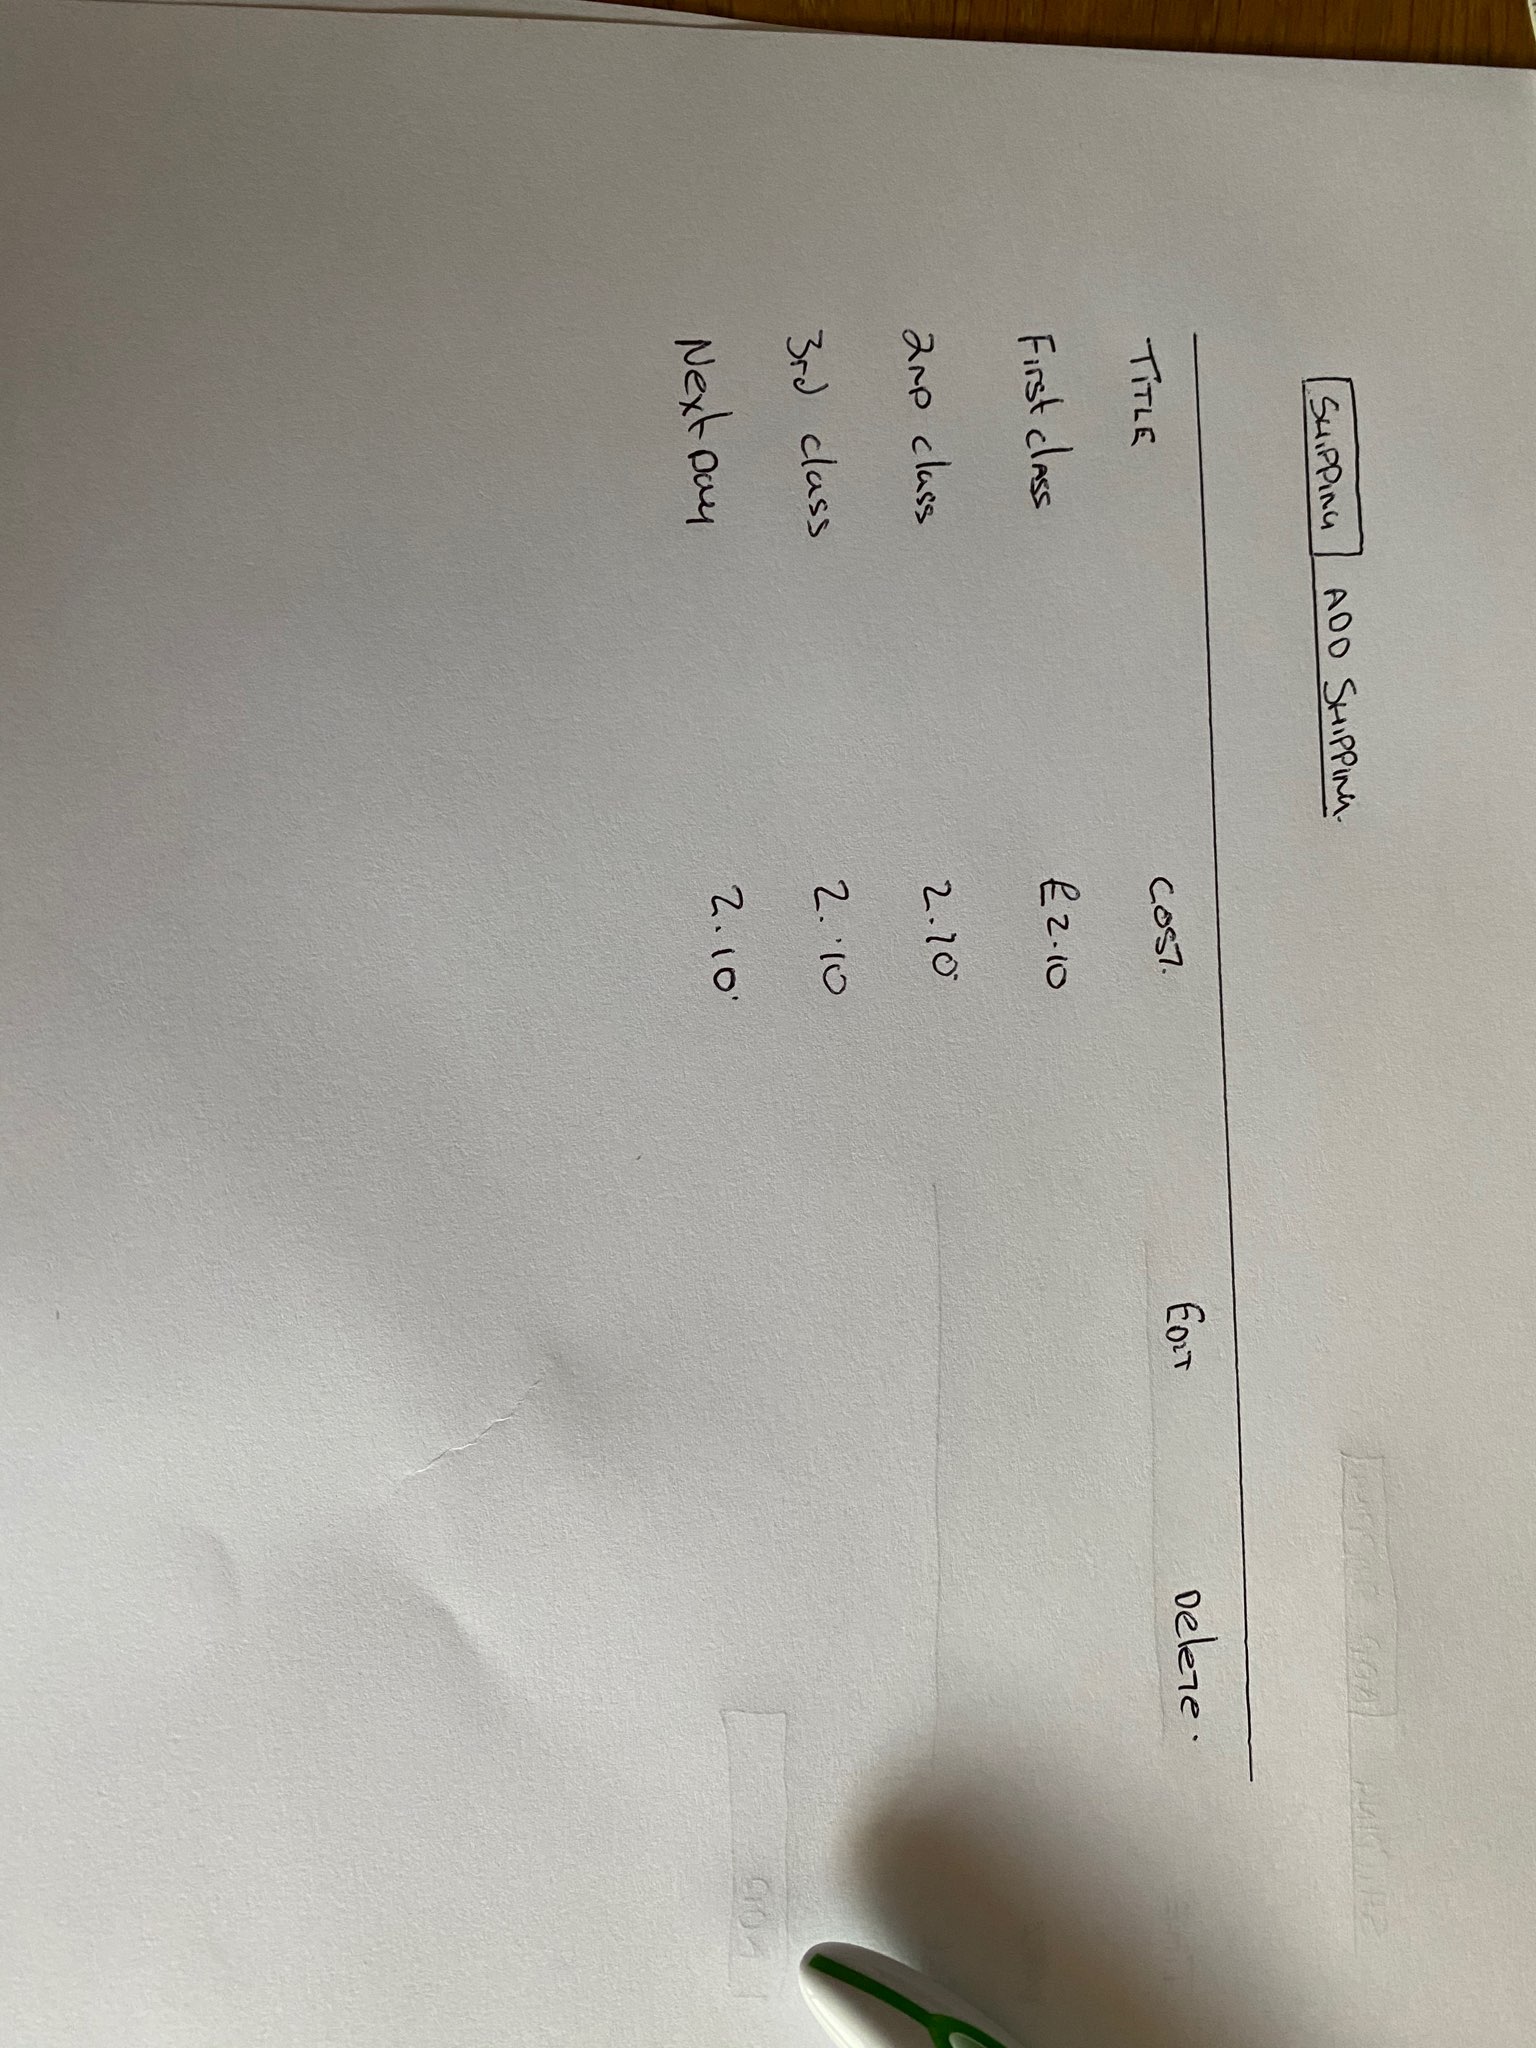 SHIPPING ADD SHIPPING.
TITLE COST. EDIT Delete.
First class £2.10
2nD class 2.10.
3rd class 2.10
Next Day 2.10.